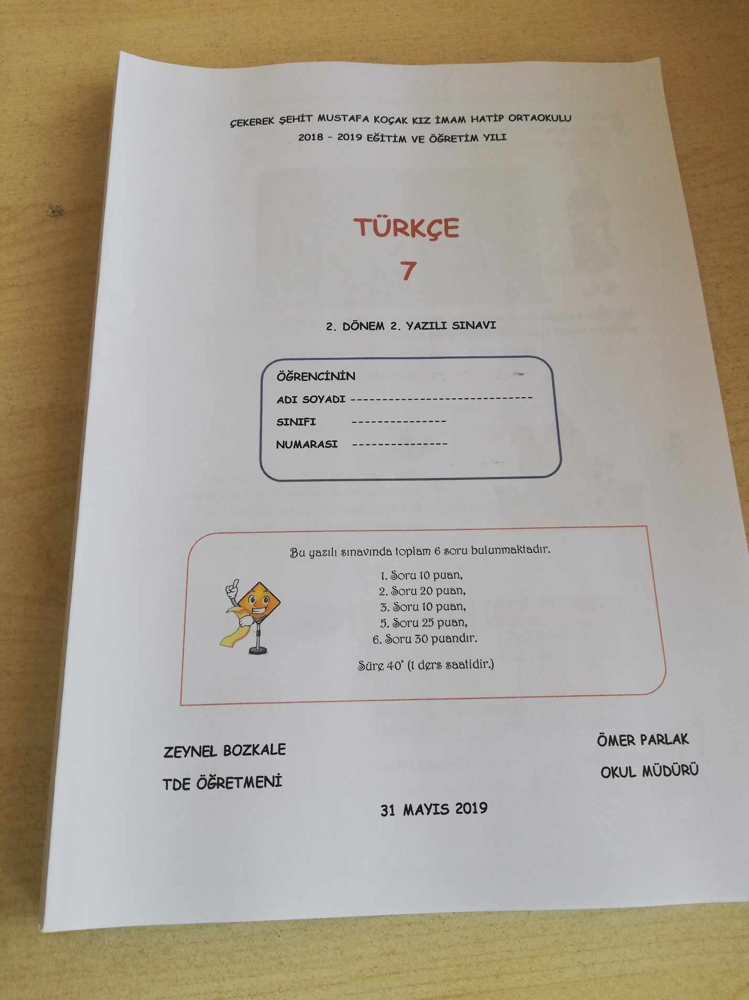 ÇEKEREK ŞEHİT MUSTAFA KOÇAK KIZ İMAM HATİP ORTAOKULU
2018 - 2019 EĞİTİM VE ÖĞRETİM YILI
TÜRKÇE
7
2. DÖNEM 2. YAZILI SINAVI
ÖĞRENCİNİN
ADI SOYADI -----------------------------
SINIFI ---------------
NUMARASI ---------------
Bu yazılı sınavında toplam 6 soru bulunmaktadır.
1. Soru 10 puan,
2. Soru 20 puan,
3. Soru 10 puan,
5. Soru 25 puan,
6. Soru 30 puandır.
Süre 40' (1 ders saatidir.)
ZEYNEL BOZKALE
TDE ÖĞRETMENİ
ÖMER PARLAK
OKUL MÜDÜRÜ
31 MAYIS 2019